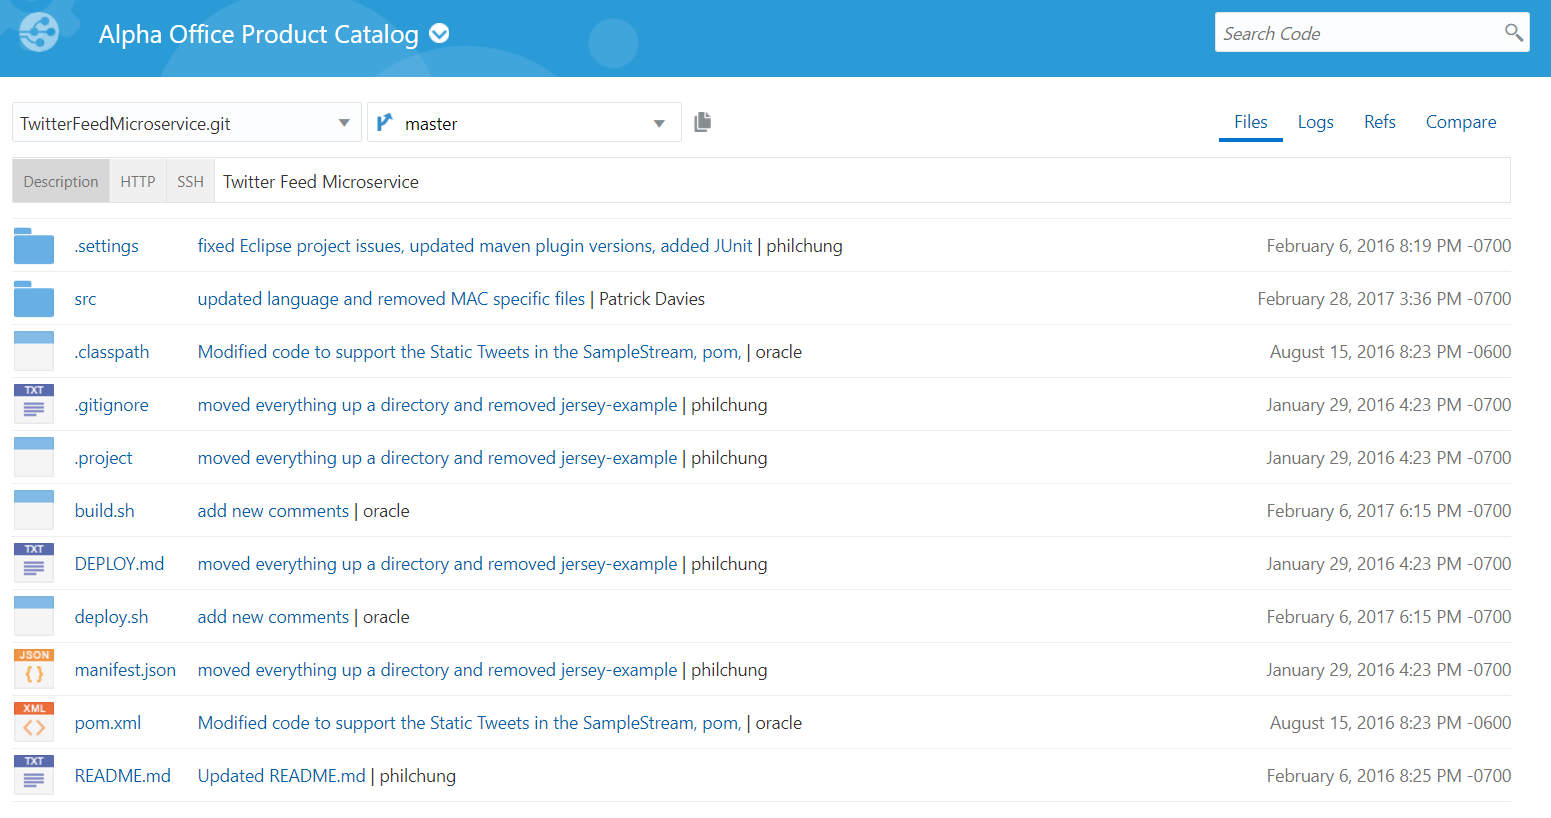 Alpha Office Product Catalog
Search Code
TwitterFeedMicroservice.git master Files Logs Refs Compare
Description HTTP SSH Twitter Feed Microservice
.settings fixed Eclipse project issues, updated maven plugin versions, added JUnit | philchung February 6, 2016 8:19 PM -0700
src updated language and removed MAC specific files | Patrick Davies February 28, 2017 3:36 PM -0700
.classpath Modified code to support the Static Tweets in the SampleStream, pom, | oracle August 15, 2016 8:23 PM -0600
TXT .gitignore moved everything up a directory and removed jersey-example | philchung January 29, 2016 4:23 PM -0700
.project moved everything up a directory and removed jersey-example | philchung January 29, 2016 4:23 PM -0700
build.sh add new comments | oracle February 6, 2017 6:15 PM -0700
TXT DEPLOY.md moved everything up a directory and removed jersey-example | philchung January 29, 2016 4:23 PM -0700
deploy.sh add new comments | oracle February 6, 2017 6:15 PM -0700
JSON {} manifest.json moved everything up a directory and removed jersey-example | philchung January 29, 2016 4:23 PM -0700
XML <> pom.xml Modified code to support the Static Tweets in the SampleStream, pom, | oracle August 15, 2016 8:23 PM -0600
TXT README.md Updated README.md | philchung February 6, 2016 8:25 PM -0700